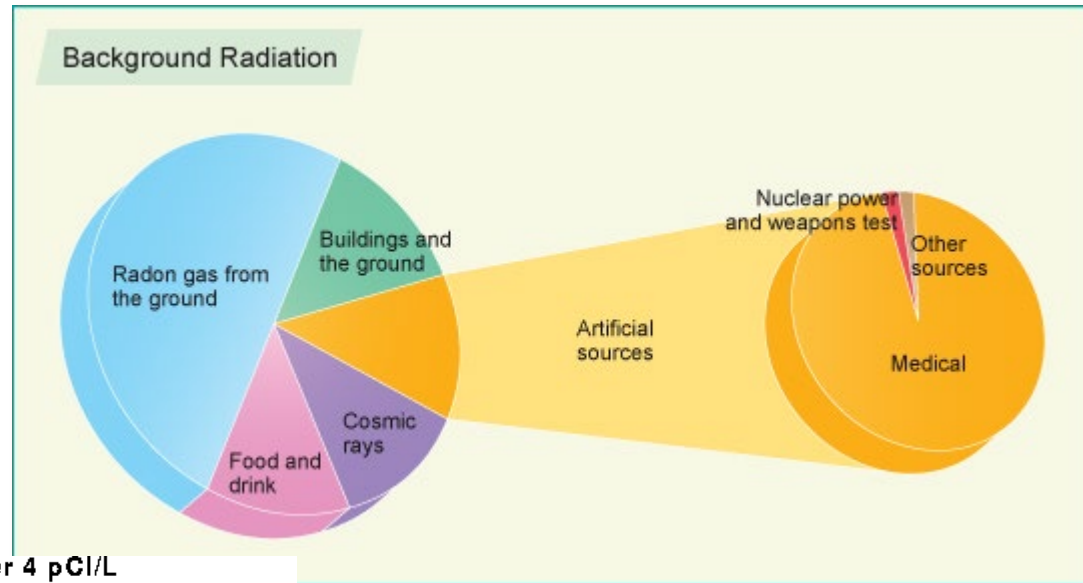 Background Radiation
Radon gas from
the ground
Buildings and
the ground
Artificial
sources
Cosmic
rays
Food and
drink
Nuclear power
and weapons test
Other
sources
Medical
er 4 pCI/L